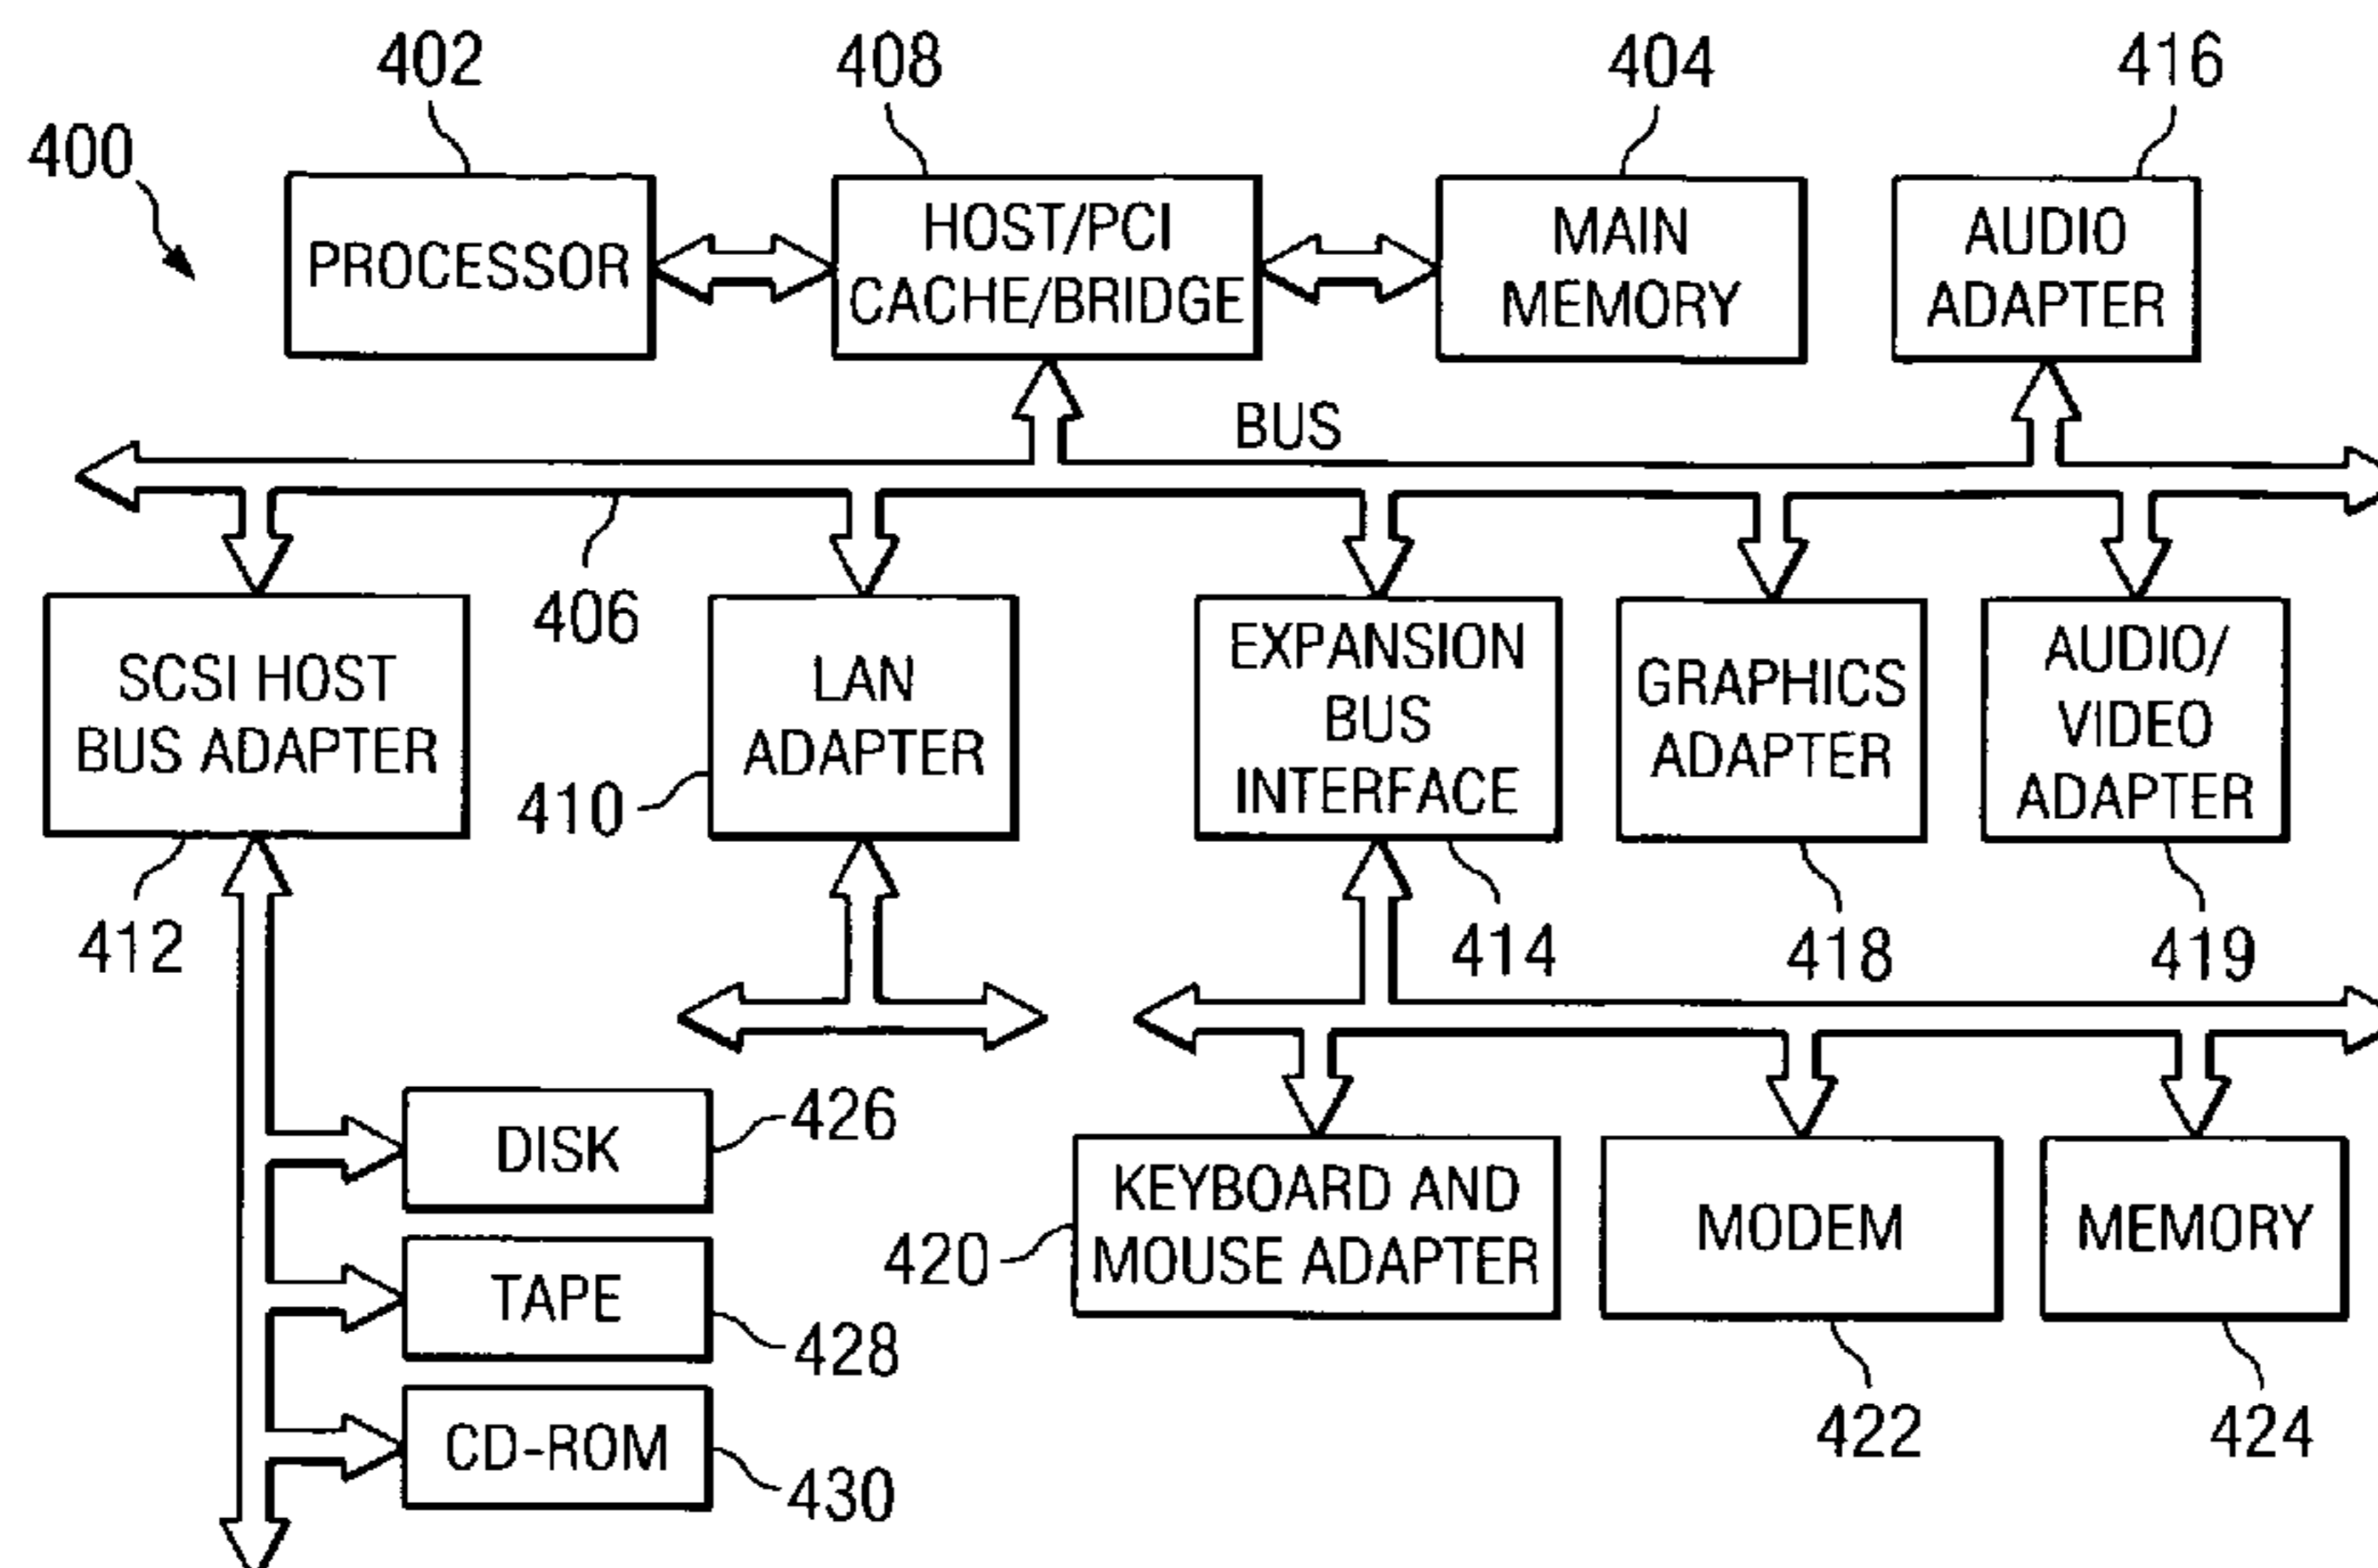 402
408
404
416
400
PROCESSOR
HOST/PCI
CACHE/BRIDGE
MAIN
MEMORY
AUDIO
ADAPTER
BUS
406
SCSI HOST
BUS ADAPTER
LAN
ADAPTER
EXPANSION
BUS
INTERFACE
GRAPHICS
ADAPTER
AUDIO/
VIDEO
ADAPTER
410
412
414
418
419
DISK
426
TAPE
428
CD-ROM
430
KEYBOARD AND
MOUSE ADAPTER
420
MODEM
MEMORY
422
424